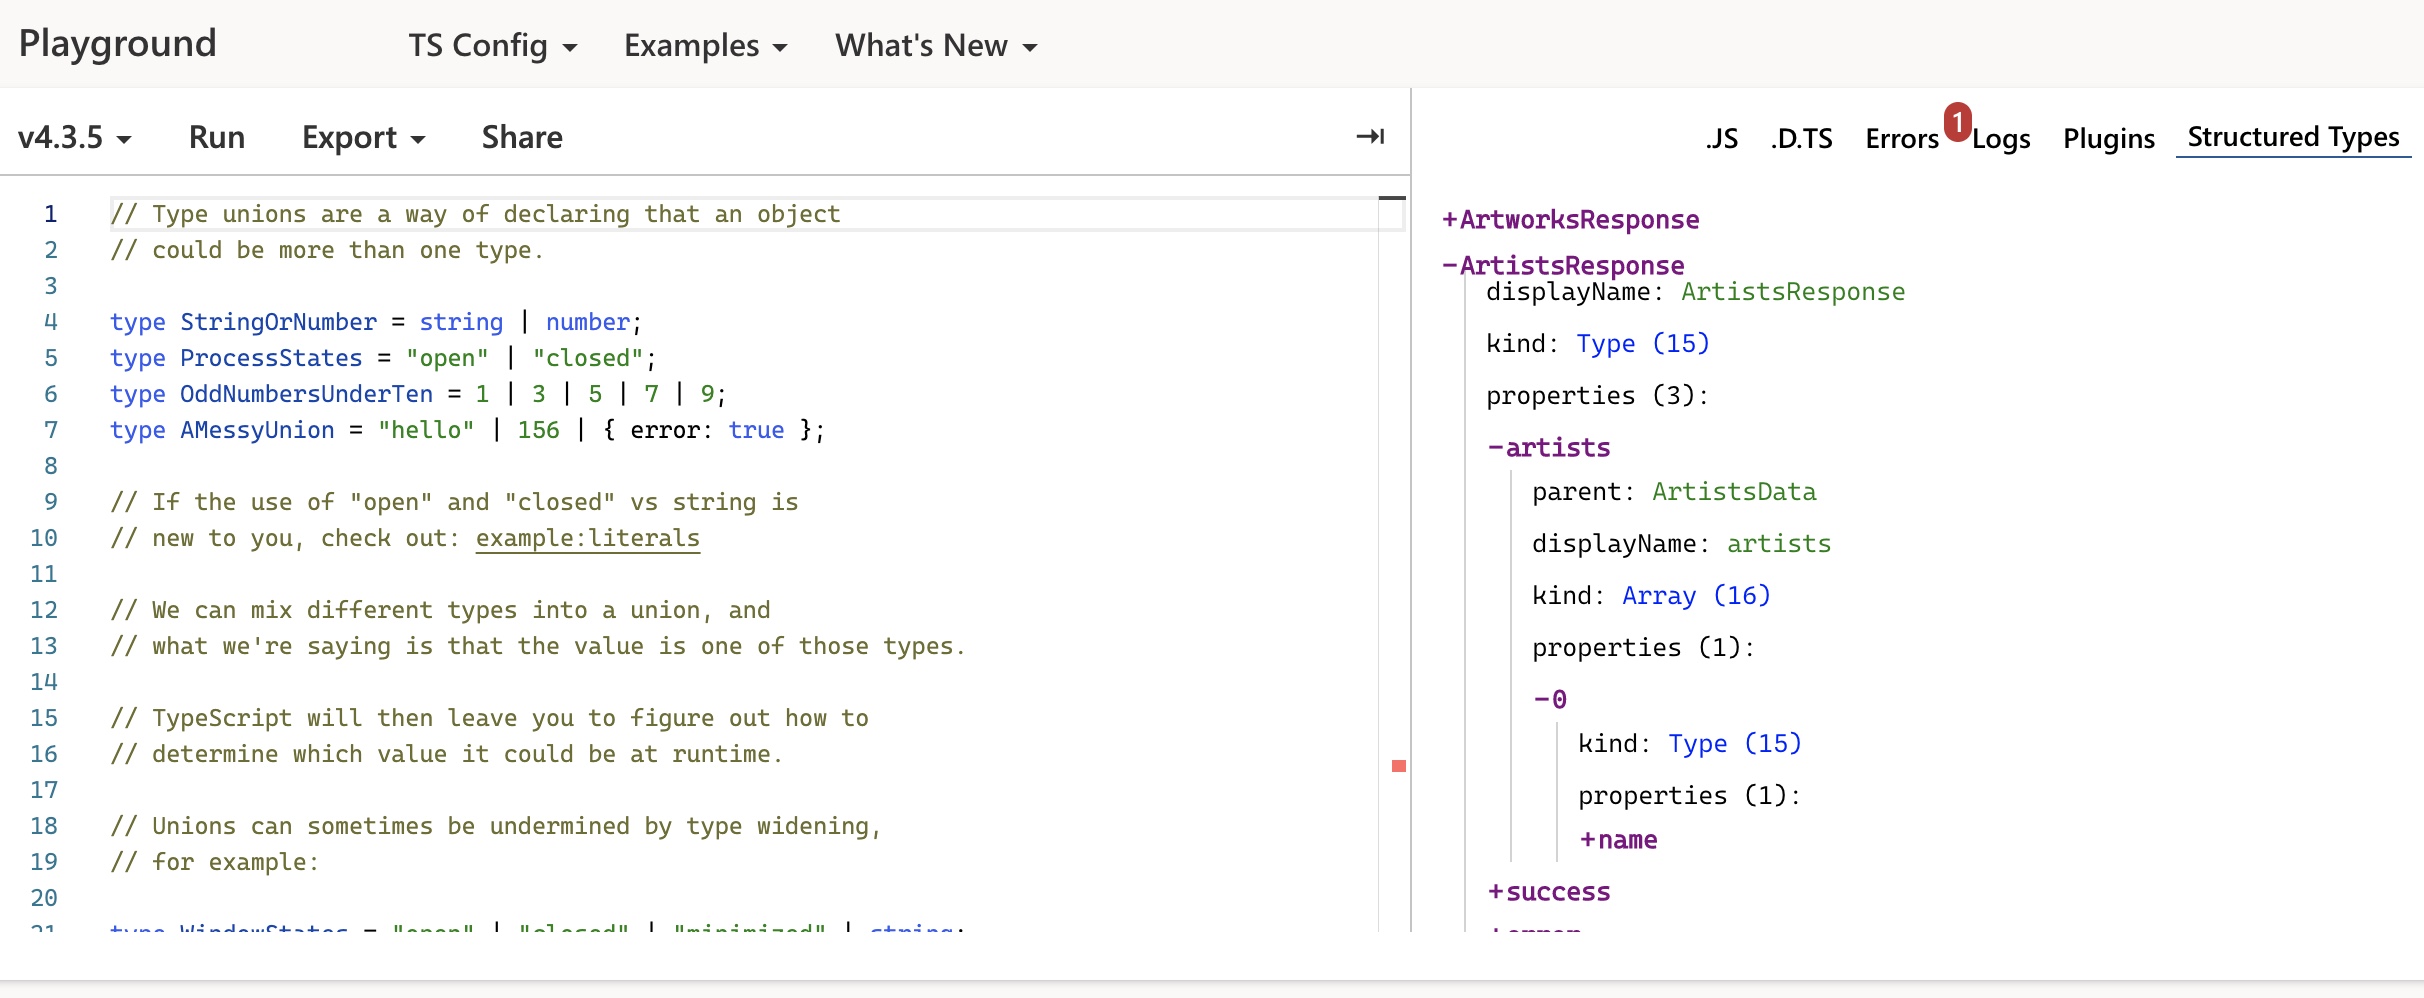 Playground
TS Config
Examples
What's New
v4.3.5
Run
Export
Share
.JS
.D.TS
Errors
1
Logs
Plugins
Structured Types
1 // Type unions are a way of declaring that an object
2 // could be more than one type.
3
4 type StringOrNumber = string | number;
5 type ProcessStates = "open" | "closed";
6 type OddNumbersUnderTen = 1 | 3 | 5 | 7 | 9;
7 type AMessyUnion = "hello" | 156 | { error: true };
8
9 // If the use of "open" and "closed" vs string is
10 // new to you, check out: example:literals
11
12 // We can mix different types into a union, and
13 // what we're saying is that the value is one of those types.
14
15 // TypeScript will then leave you to figure out how to
16 // determine which value it could be at runtime.
17
18 // Unions can sometimes be undermined by type widening,
19 // for example:
20
21 type WindowStates = "open" | "closed" | "minimized" | string;
+ArtworksResponse
-ArtistsResponse
displayName: ArtistsResponse
kind: Type (15)
properties (3):
-artists
parent: ArtistsData
displayName: artists
kind: Array (16)
properties (1):
-0
kind: Type (15)
properties (1):
+name
+success
+error